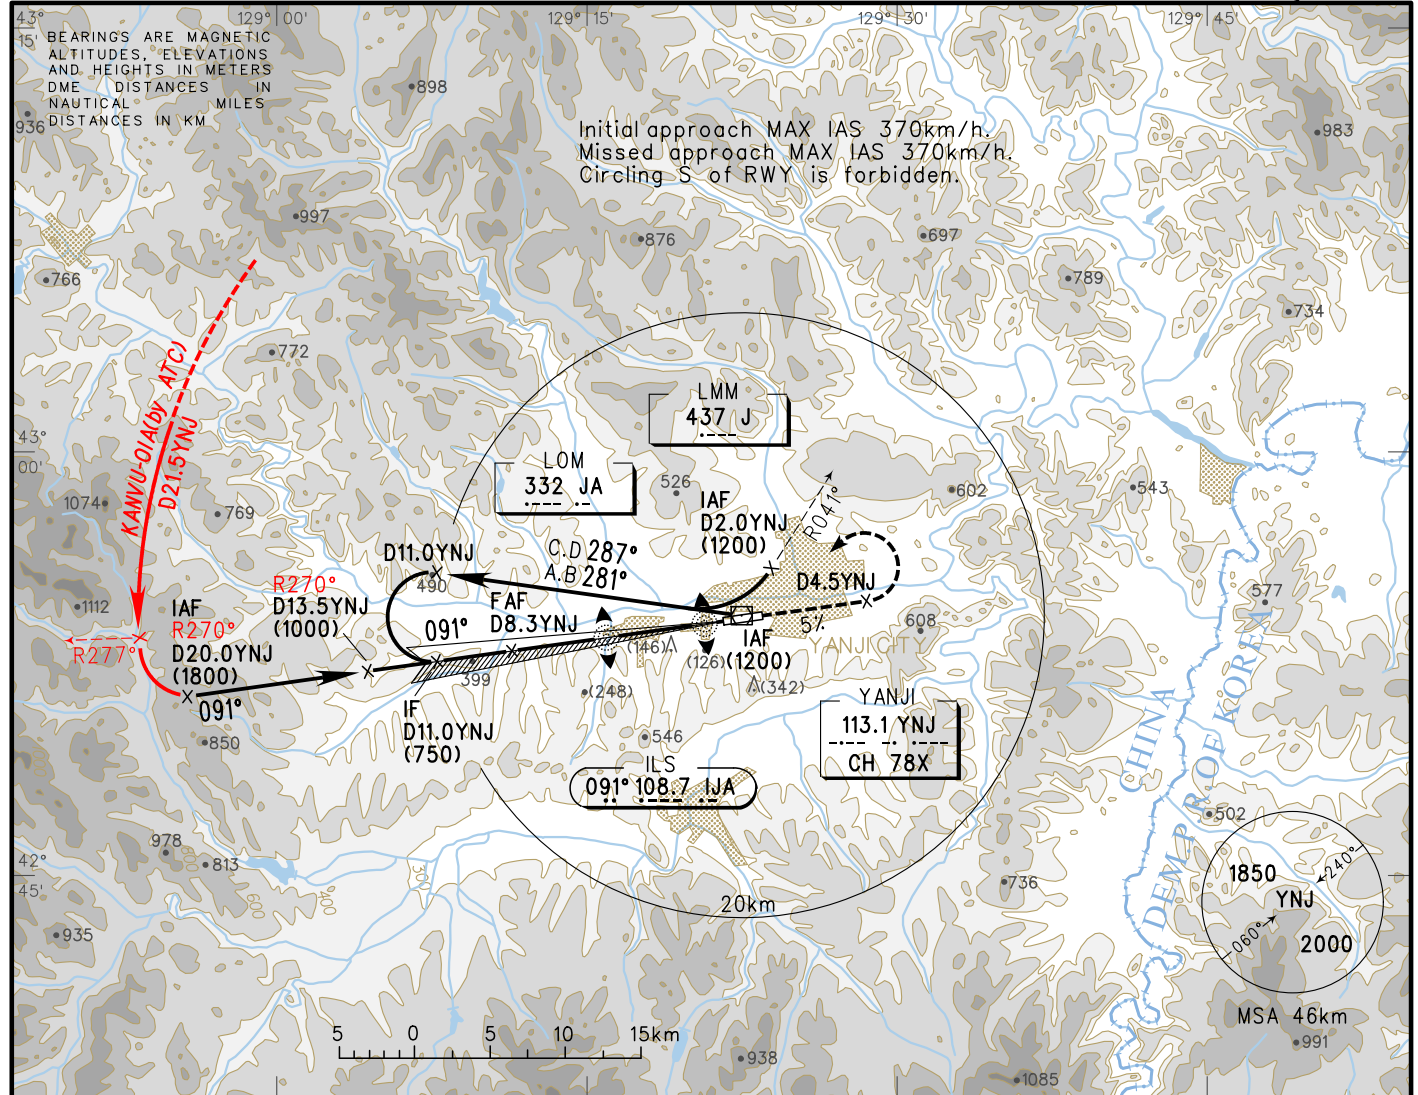 43°
15'
129° 00'
129° 15'
129° 30'
129° 45'
BEARINGS ARE MAGNETIC
ALTITUDES, ELEVATIONS
AND HEIGHTS IN METERS
DME DISTANCES IN
NAUTICAL MILES
DISTANCES IN KM
898
936
Initial approach MAX IAS 370km/h.
Missed approach MAX IAS 370km/h.
Circling S of RWY is forbidden.
983
997
876
697
766
789
734
772
KANVU-01A(by ATC)
D21.5YNJ
LMM
437 J
43°
00'
LOM
332 JA
526
IAF
D2.0YNJ
(1200)
R041°
602
543
1074
769
D11.0YNJ
490
C.D 287°
A.B 281°
D4.5YNJ
577
1112
R270°
D13.5YNJ
(1000)
IAF
R270°
D20.0YNJ
(1800)
R277°
FAF
D8.3YNJ
091°
5%
608
YANJI CITY
IAF
(1200)
(146)
(126)
(342)
399
(248)
091°
IF
D11.0YNJ
(750)
850
546
YANJI
113.1 YNJ
CH 78X
ILS
091° 108.7 IJA
CHINA
DEM.P.R.OF KOREA
502
978
813
42°
45'
300
600
600
736
20km
1850
240°
YNJ
060°
2000
935
MSA 46km
991
5 0 5 10 15km
938
1085